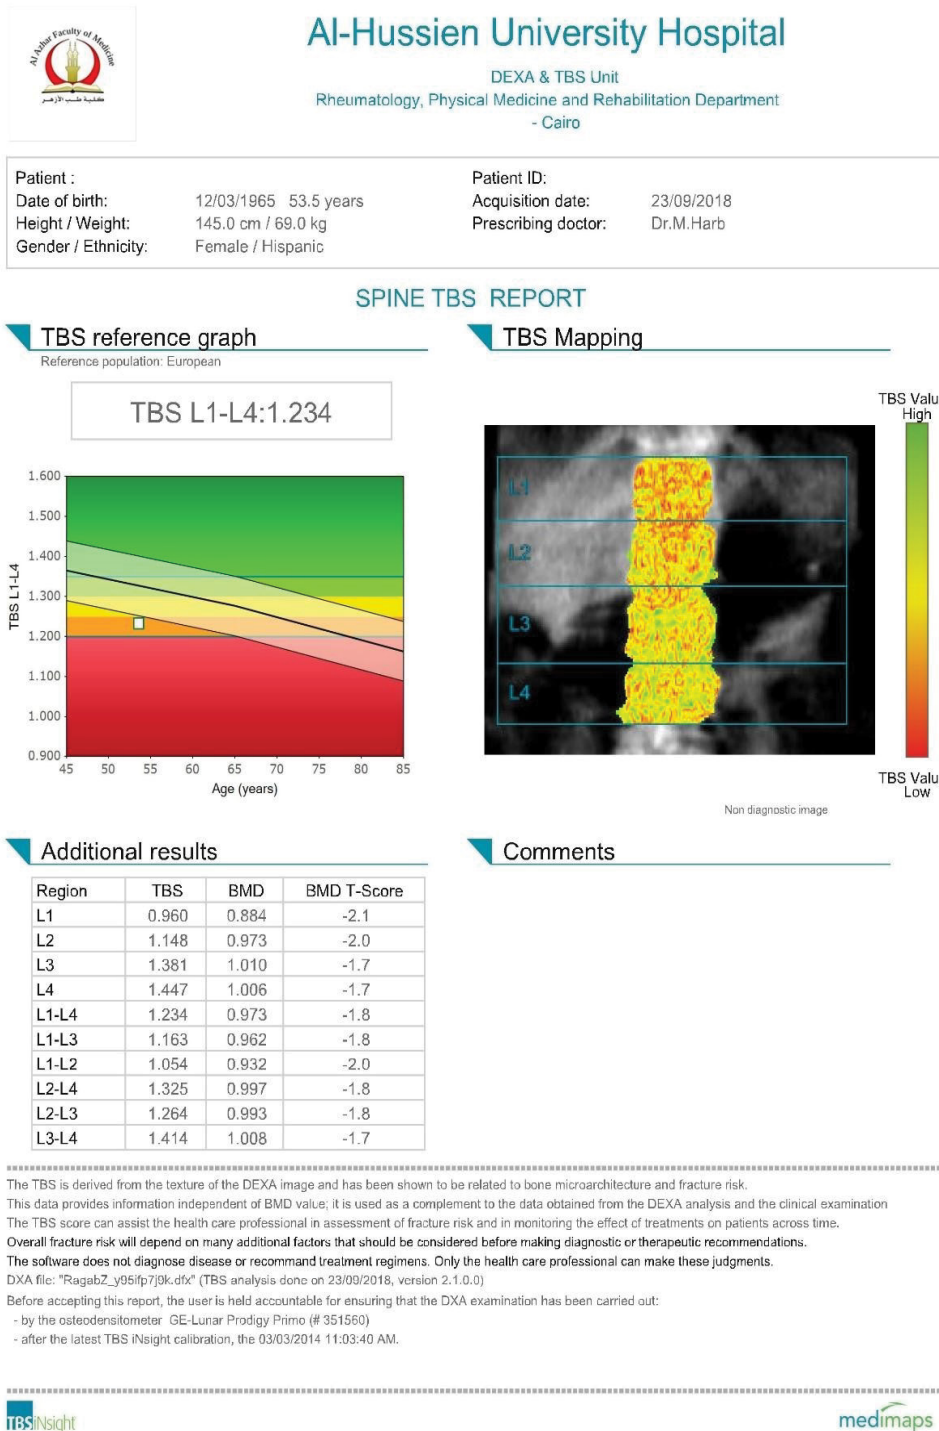 Al Azhar Faculty of Medicine
كلية طب الأزهر
Al-Hussien University Hospital
DEXA & TBS Unit
Rheumatology, Physical Medicine and Rehabilitation Department
- Cairo
Patient :
Date of birth: 12/03/1965 53.5 years
Height / Weight: 145.0 cm / 69.0 kg
Gender / Ethnicity: Female / Hispanic
Patient ID:
Acquisition date: 23/09/2018
Prescribing doctor: Dr.M.Harb
SPINE TBS REPORT
TBS reference graph
Reference population: European
TBS L1-L4:1.234
TBS L1-L4
1.600
1.500
1.400
1.300
1.200
1.100
1.000
0.900
45 50 55 60 65 70 75 80 85
Age (years)
TBS Mapping
TBS Valu
High
L1
L2
L3
L4
TBS Valu
Low
Non diagnostic image
Additional results
Region TBS BMD BMD T-Score
L1 0.960 0.884 -2.1
L2 1.148 0.973 -2.0
L3 1.381 1.010 -1.7
L4 1.447 1.006 -1.7
L1-L4 1.234 0.973 -1.8
L1-L3 1.163 0.962 -1.8
L1-L2 1.054 0.932 -2.0
L2-L4 1.325 0.997 -1.8
L2-L3 1.264 0.993 -1.8
L3-L4 1.414 1.008 -1.7
Comments
The TBS is derived from the texture of the DEXA image and has been shown to be related to bone microarchitecture and fracture risk.
This data provides information independent of BMD value; it is used as a complement to the data obtained from the DEXA analysis and the clinical examination
The TBS score can assist the health care professional in assessment of fracture risk and in monitoring the effect of treatments on patients across time.
Overall fracture risk will depend on many additional factors that should be considered before making diagnostic or therapeutic recommendations.
The software does not diagnose disease or recommand treatment regimens. Only the health care professional can make these judgments.
DXA file: "RagabZ_y95ifp7j9k.dfx" (TBS analysis done on 23/09/2018, version 2.1.0.0)
Before accepting this report, the user is held accountable for ensuring that the DXA examination has been carried out:
- by the osteodensitometer GE-Lunar Prodigy Primo (# 351560)
- after the latest TBS iNsight calibration, the 03/03/2014 11:03:40 AM.
TBSiNsight
medimaps